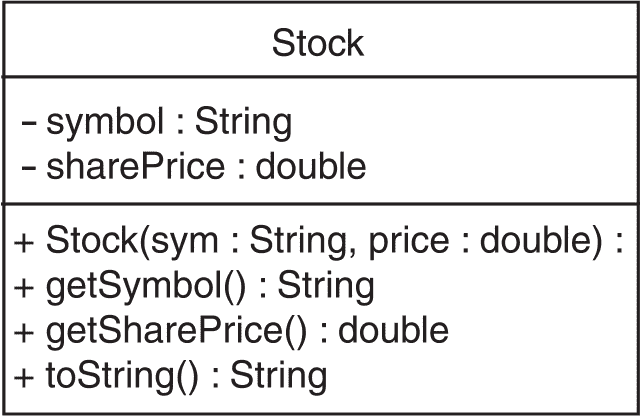 Stock
– symbol : String
– sharePrice : double
+ Stock(sym : String, price : double) :
+ getSymbol() : String
+ getSharePrice() : double
+ toString() : String